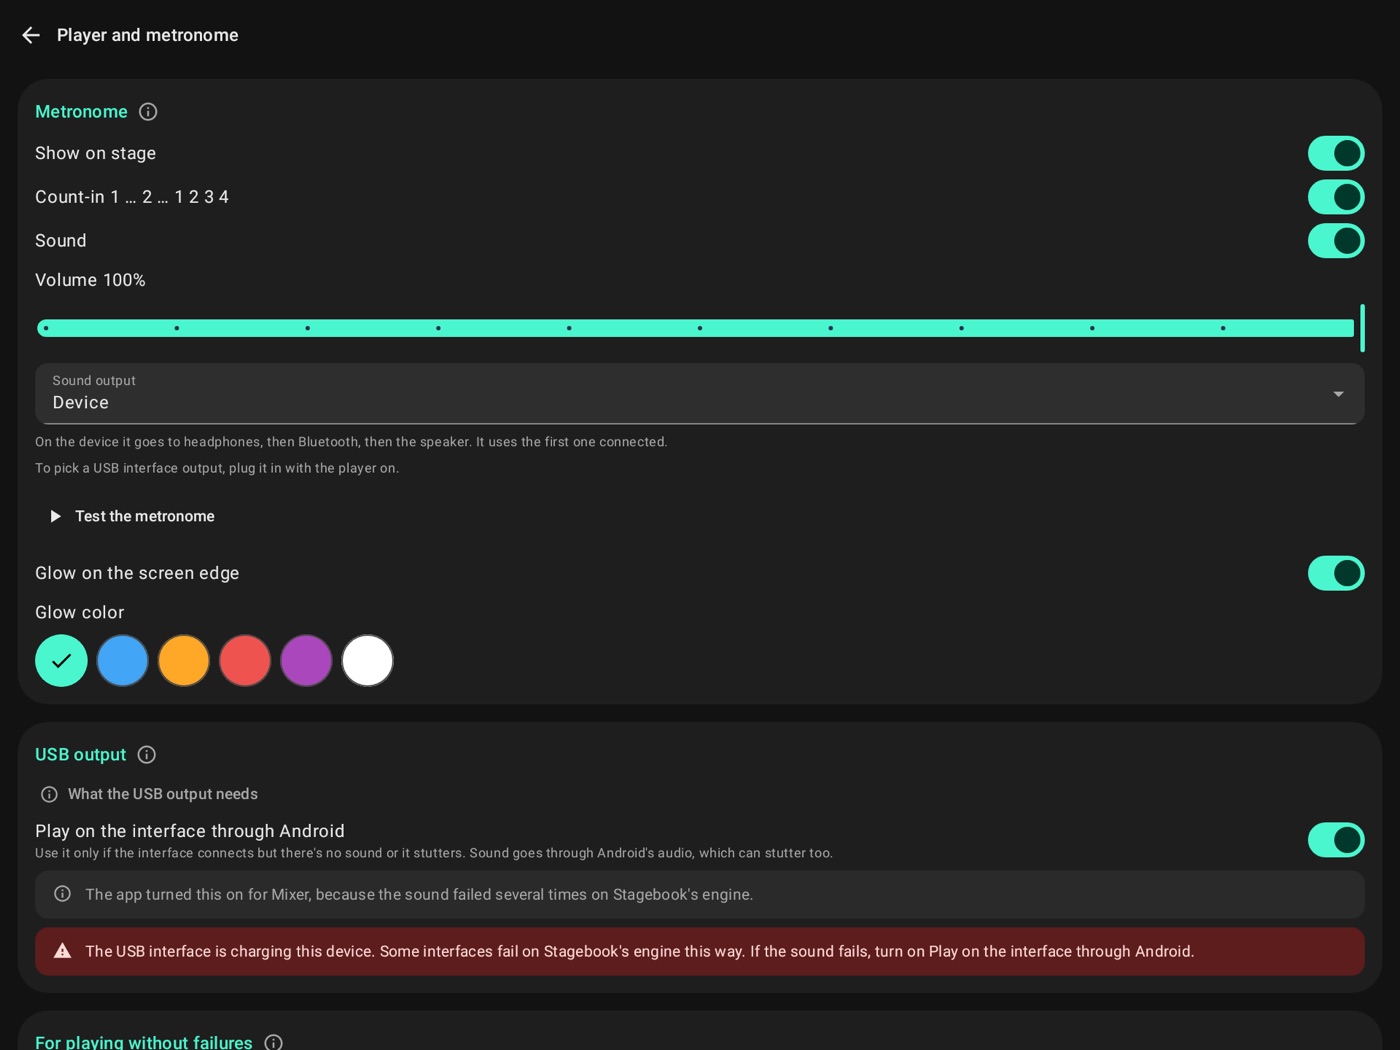 Player and metronome
Metronome
Show on stage
Count-in 1 … 2 … 1 2 3 4
Sound
Volume 100%
Sound output
Device
On the device it goes to headphones, then Bluetooth, then the speaker. It uses the first one connected.
To pick a USB interface output, plug it in with the player on.
Test the metronome
Glow on the screen edge
Glow color
USB output
What the USB output needs
Play on the interface through Android
Use it only if the interface connects but there's no sound or it stutters. Sound goes through Android's audio, which can stutter too.
The app turned this on for Mixer, because the sound failed several times on Stagebook's engine.
The USB interface is charging this device. Some interfaces fail on Stagebook's engine this way. If the sound fails, turn on Play on the interface through Android.
For playing without failures